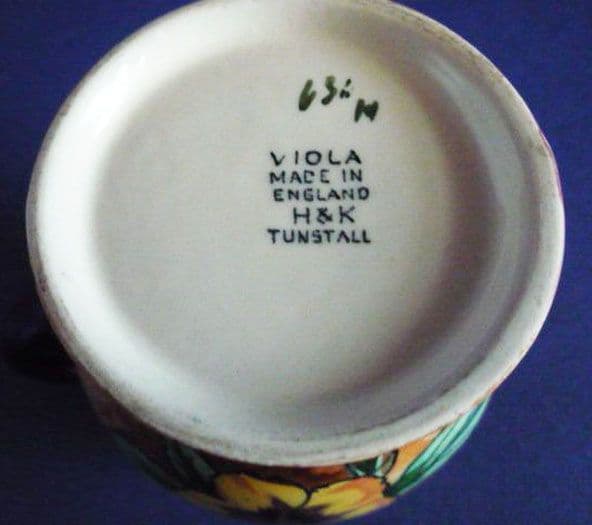 VIOLA
MADE IN
ENGLAND
H&K
TUNSTALL